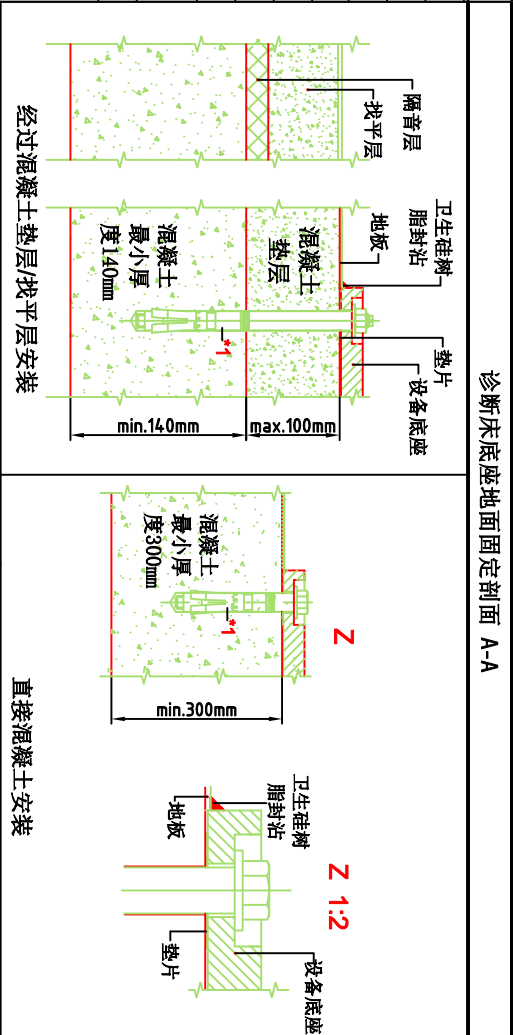 诊断床底座地面固定剖面 A-A
隔音层
找平层
卫生硅树
脂封沾
地板
垫片
设备底座
混凝土
垫层
混凝土
最小厚
度140mm
*1
min.140mm
max.100mm
经过混凝土垫层/找平层安装
Z
混凝土
最小厚
度300mm
*1
min.300mm
直接混凝土安装
Z 1:2
卫生硅树
脂封沾
地板
垫片
设备底座